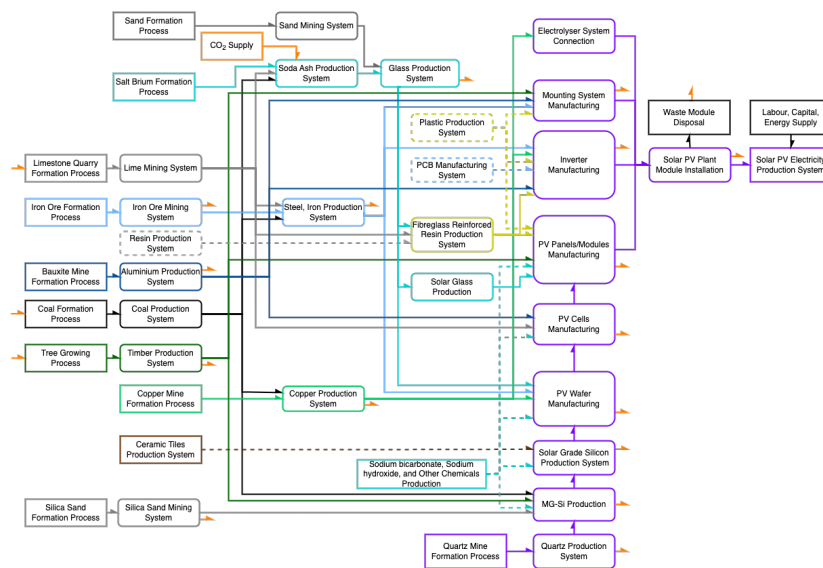 Sand Formation
Process
Sand Mining System
Electrolyser System
Connection
CO2 Supply
Soda Ash Production
System
Glass Production
System
Salt Brium Formation
Process
Mounting System
Manufacturing
Waste Module
Disposal
Labour, Capital,
Energy Supply
Plastic Production
System
Inverter
Manufacturing
PCB Manufacturing
System
Limestone Quarry
Formation Process
Lime Mining System
Solar PV Plant
Module Installation
Solar PV Electricity
Production System
Iron Ore Formation
Process
Iron Ore Mining
System
Steel, Iron Production
System
Resin Production
System
Fibreglass Reinforced
Resin Production
System
PV Panels/Modules
Manufacturing
Bauxite Mine
Formation Process
Aluminium Production
System
Solar Glass
Production
Coal Formation
Process
Coal Production
System
PV Cells
Manufacturing
Tree Growing
Process
Timber Production
System
Copper Mine
Formation Process
Copper Production
System
PV Wafer
Manufacturing
Ceramic Tiles
Production System
Solar Grade Silicon
Production System
Sodium bicarbonate, Sodium
hydroxide, and Other Chemicals
Production
MG-Si Production
Silica Sand
Formation Process
Silica Sand Mining
System
Quartz Mine
Formation Process
Quartz Production
System